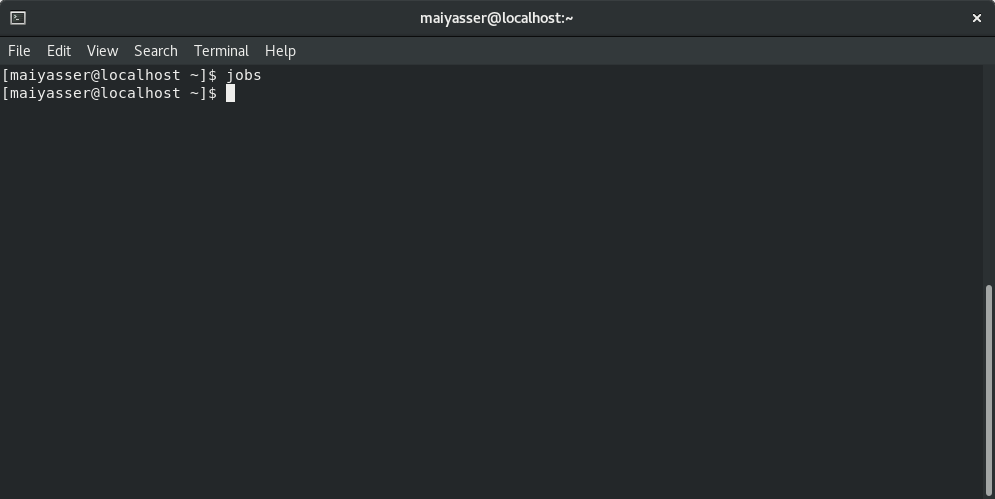 maiyasser@localhost:~
File Edit View Search Terminal Help
[maiyasser@localhost ~]$ jobs
[maiyasser@localhost ~]$